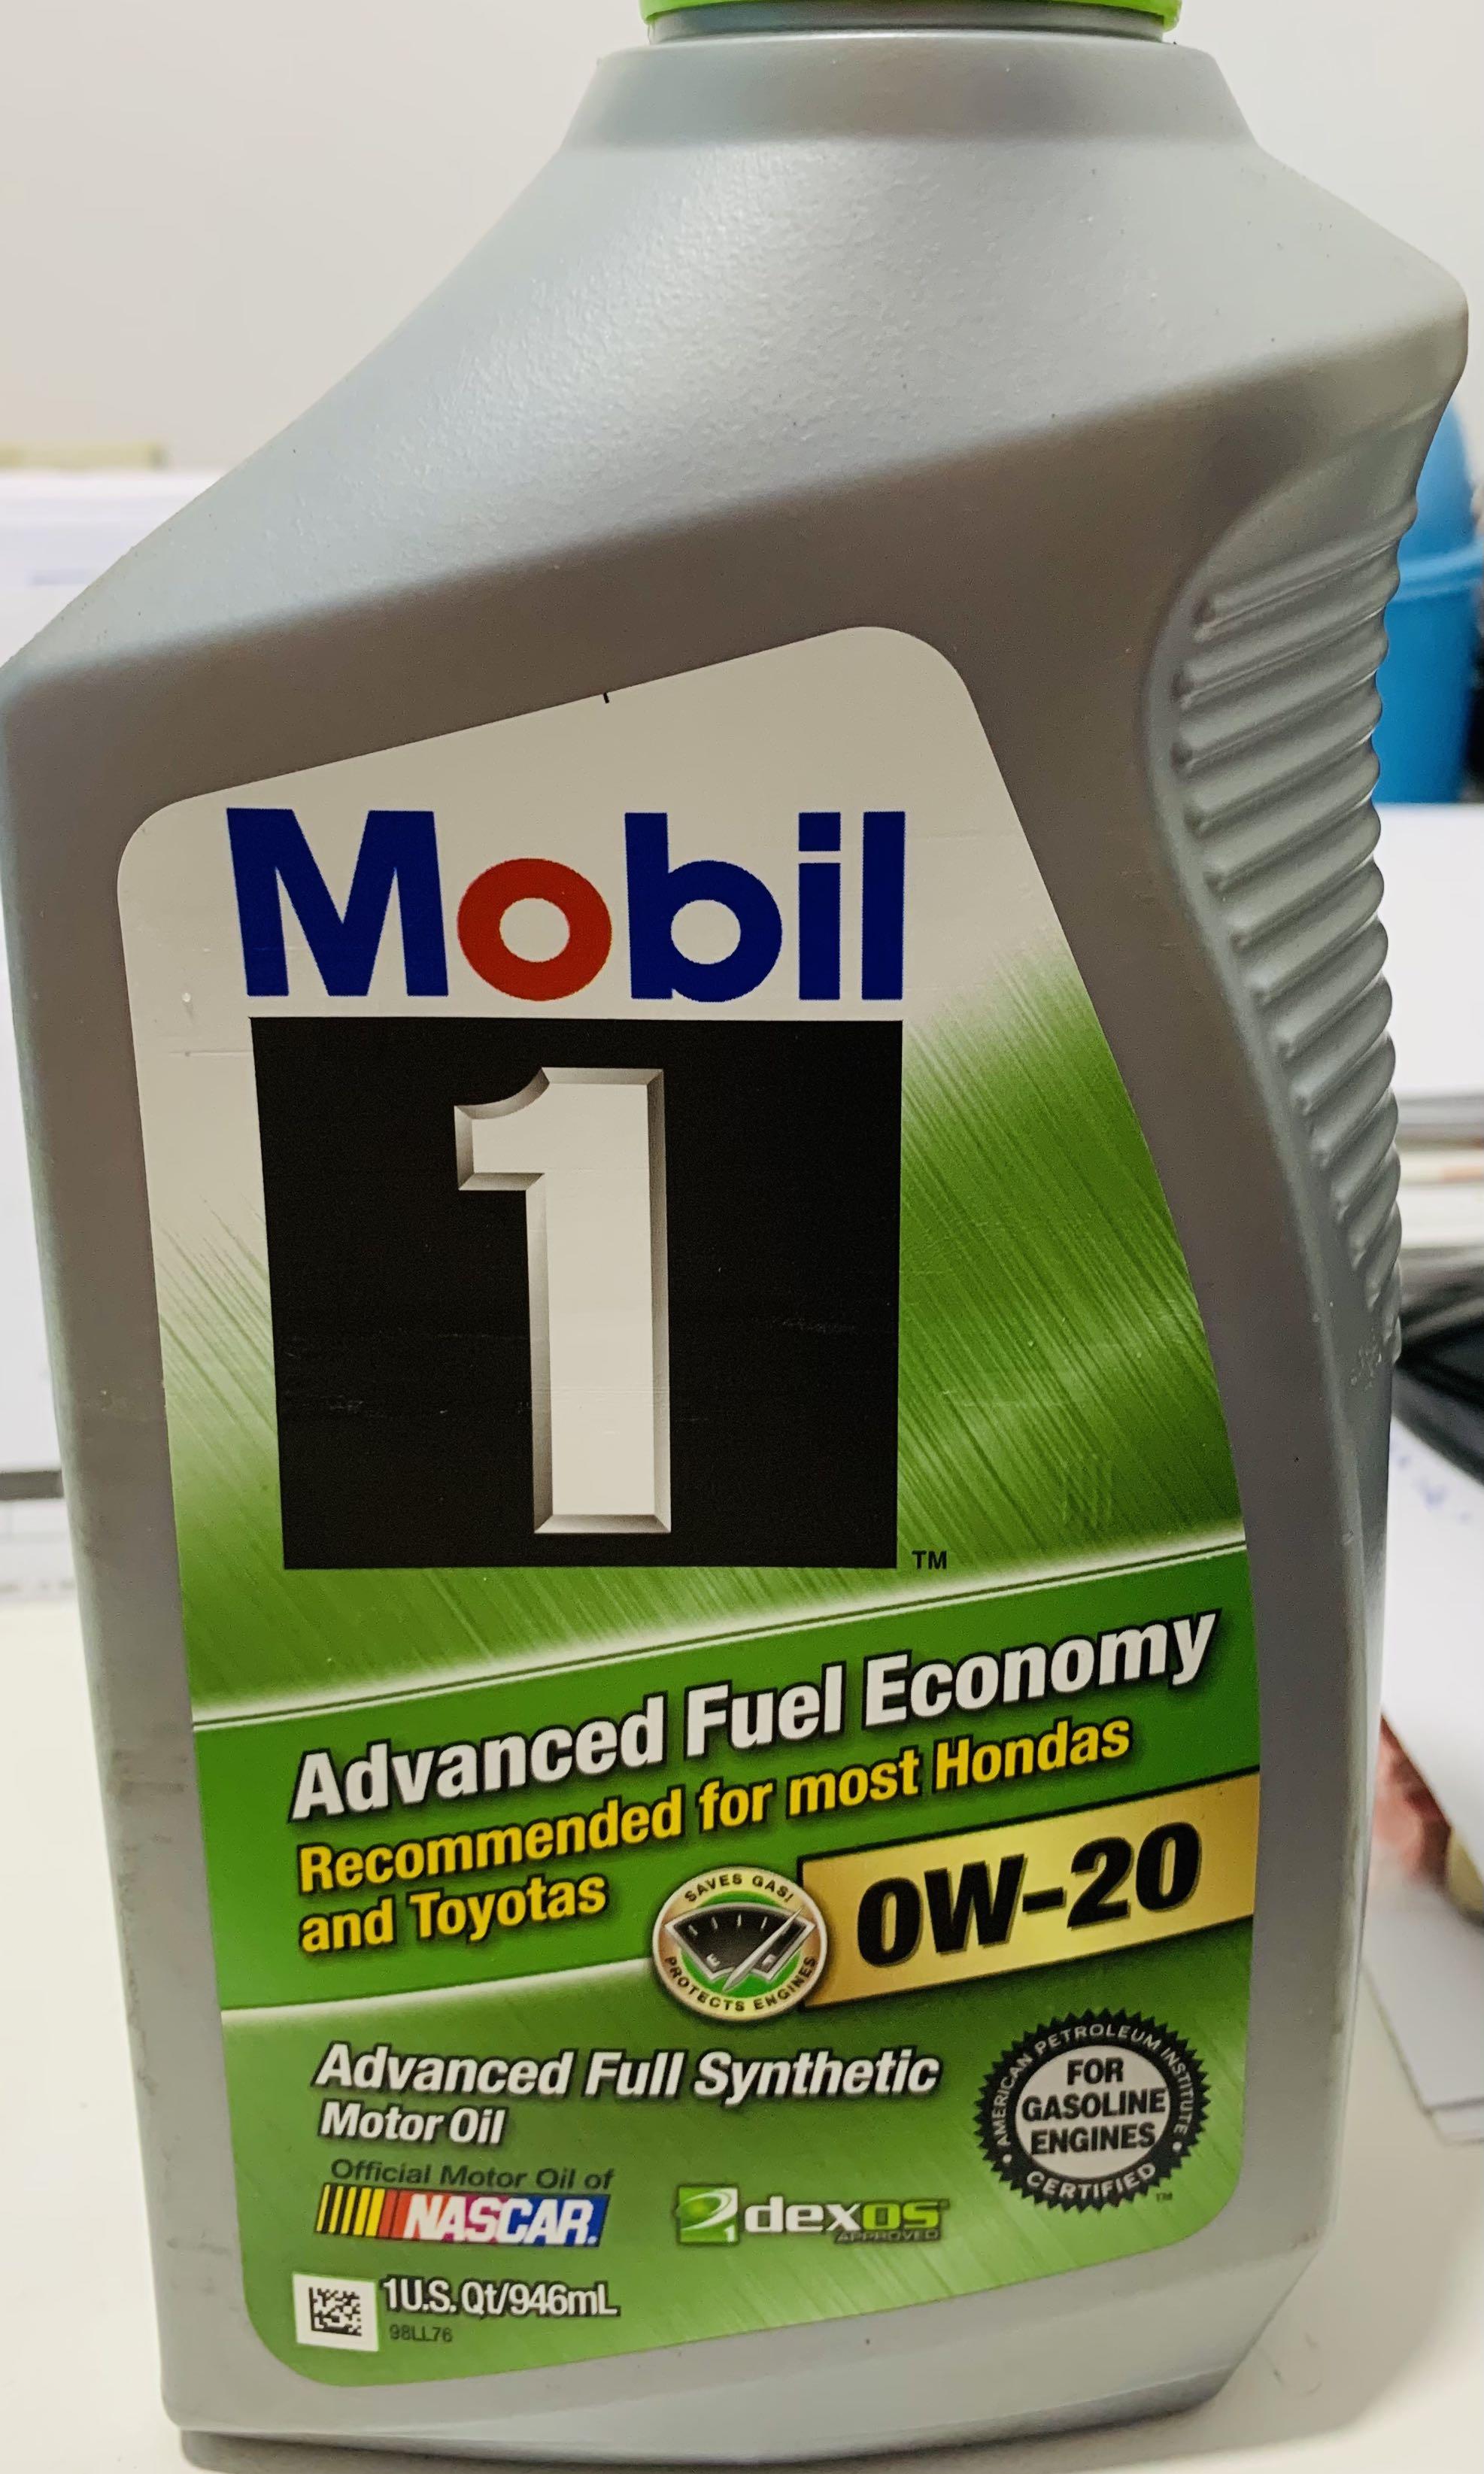 Mobil
1
TM
Advanced Fuel Economy
Recommended for most Hondas
and Toyotas
SAVES GAS!
PROTECTS ENGINES
0W-20
Advanced Full Synthetic
Motor Oil
AMERICAN PETROLEUM INSTITUTE
FOR
GASOLINE
ENGINES
CERTIFIED
TM
Official Motor Oil of
NASCAR.
1
dexos
APPROVED
1U.S. Qt/946mL
98LL76